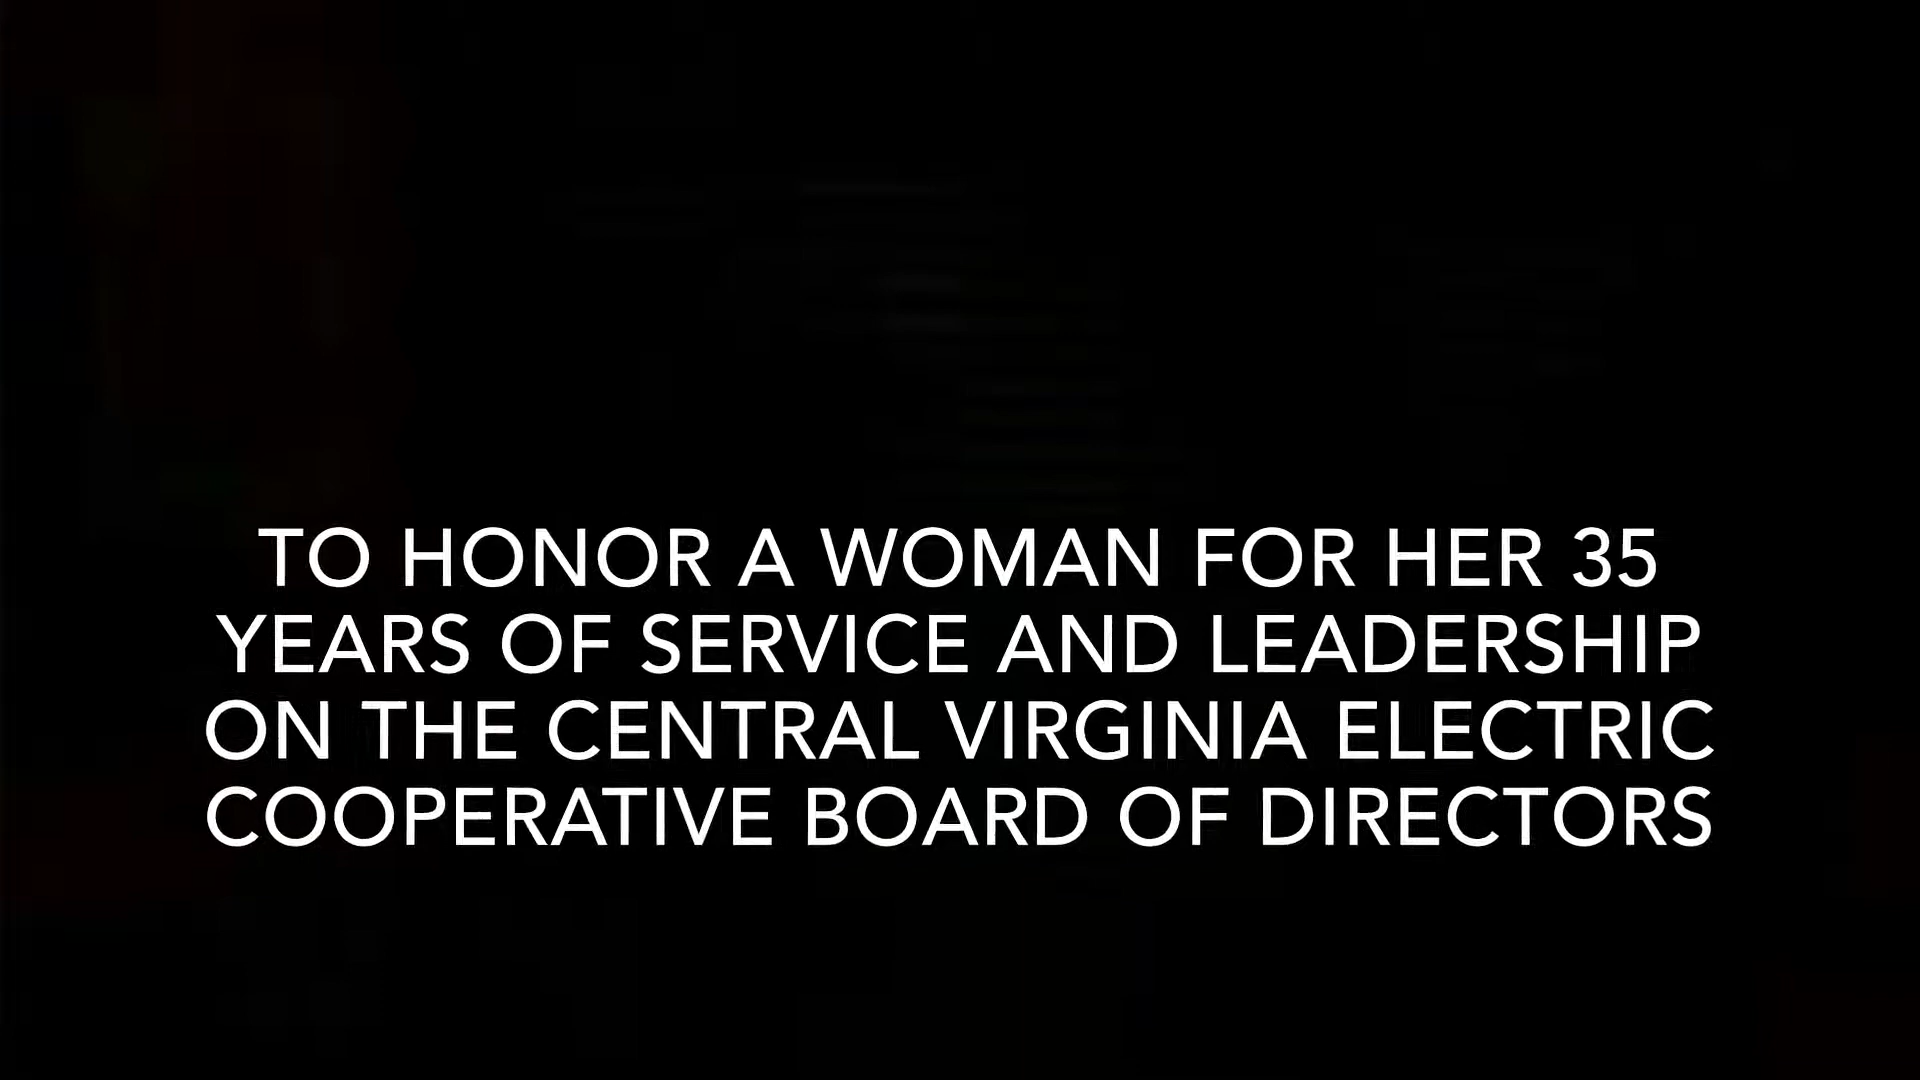 TO HONOR A WOMAN FOR HER 35
YEARS OF SERVICE AND LEADERSHIP
ON THE CENTRAL VIRGINIA ELECTRIC
COOPERATIVE BOARD OF DIRECTORS